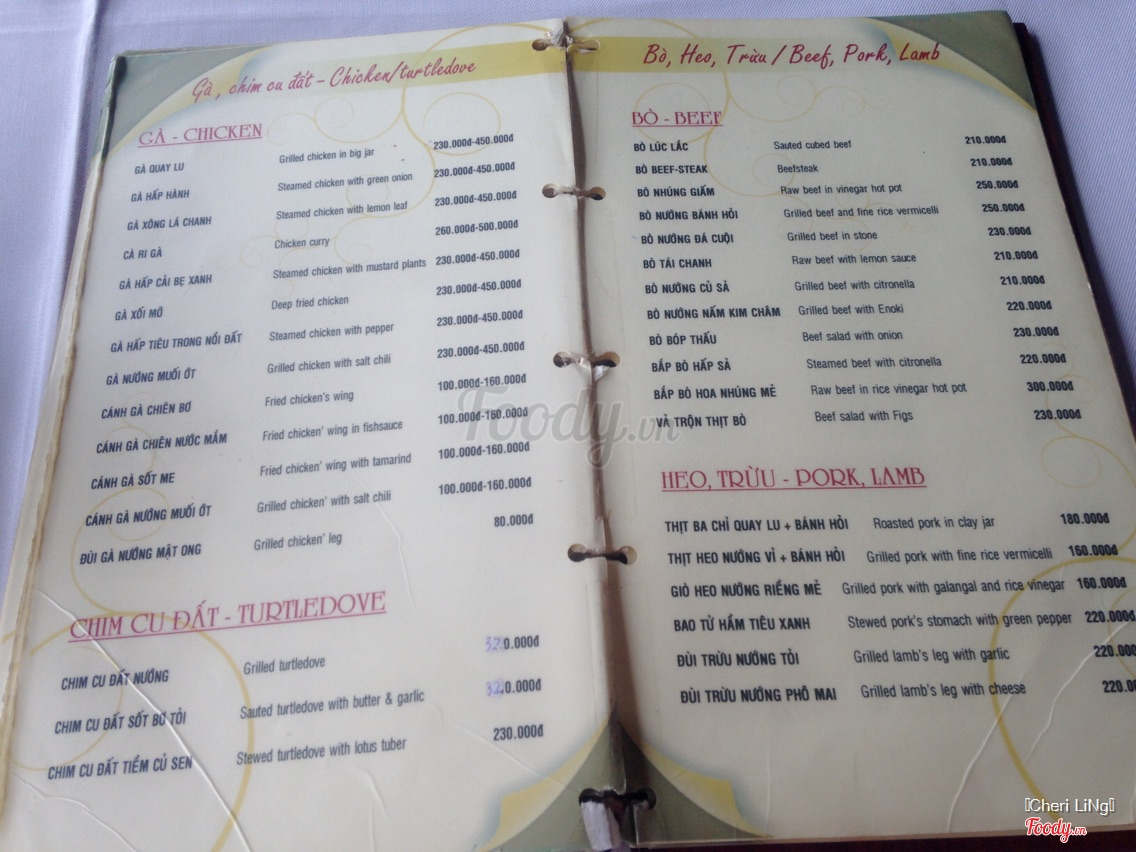 Gà, chim cu đất – Chicken/turtledove
GÀ - CHICKEN
GÀ QUAY LU Grilled chicken in big jar 230.000đ-450.000đ
GÀ HẤP HÀNH Steamed chicken with green onion 230.000đ-450.000đ
GÀ XÔNG LÁ CHANH Steamed chicken with lemon leaf 230.000đ-450.000đ
CÀ RI GÀ Chicken curry 260.000đ-500.000đ
GÀ HẤP CẢI BẸ XANH Steamed chicken with mustard plants 230.000đ-450.000đ
GÀ XỐI MỠ Deep fried chicken 230.000đ-450.000đ
GÀ HẤP TIÊU TRONG NỒI ĐẤT Steamed chicken with pepper 230.000đ-450.000đ
GÀ NƯỚNG MUỐI ỚT Grilled chicken with salt chili 230.000đ-450.000đ
CÁNH GÀ CHIÊN BƠ Fried chicken's wing 100.000đ-160.000đ
CÁNH GÀ CHIÊN NƯỚC MẮM Fried chicken' wing in fishsauce 100.000đ-160.000đ
CÁNH GÀ SỐT ME Fried chicken' wing with tamarind 100.000đ-160.000đ
CÁNH GÀ NƯỚNG MUỐI ỚT Grilled chicken' with salt chili 100.000đ-160.000đ
ĐÙI GÀ NƯỚNG MẬT ONG Grilled chicken' leg 80.000đ
CHIM CU ĐẤT - TURTLEDOVE
CHIM CU ĐẤT NƯỚNG Grilled turtledove 320.000đ
CHIM CU ĐẤT SỐT BƠ TỎI Sauted turtledove with butter & garlic 320.000đ
CHIM CU ĐẤT TIỀM CỦ SEN Stewed turtledove with lotus tuber 230.000đ
Bò, Heo, Trừu / Beef, Pork, Lamb
BÒ - BEEF
BÒ LÚC LẮC Sauted cubed beef 210.000đ
BÒ BEEF-STEAK Beefsteak 210.000đ
BÒ NHÚNG GIẤM Raw beef in vinegar hot pot 250.000đ
BÒ NƯỚNG BÁNH HỎI Grilled beef and fine rice vermicelli 250.000đ
BÒ NƯỚNG ĐÁ CUỘI Grilled beef in stone 230.000đ
BÒ TÁI CHANH Raw beef with lemon sauce 210.000đ
BÒ NƯỚNG CỦ SẢ Grilled beef with citronella 210.000đ
BÒ NƯỚNG NẤM KIM CHÂM Grilled beef with Enoki 220.000đ
BÒ BÓP THẤU Beef salad with onion 230.000đ
BẮP BÒ HẤP SẢ Steamed beef with citronella 220.000đ
BẮP BÒ HOA NHÚNG MẺ Raw beef in rice vinegar hot pot 300.000đ
VẢ TRỘN THỊT BÒ Beef salad with Figs 230.000đ
HEO, TRỪU - PORK, LAMB
THỊT BA CHỈ QUAY LU + BÁNH HỎI Roasted pork in clay jar 180.000đ
THỊT HEO NƯỚNG VỈ + BÁNH HỎI Grilled pork with fine rice vermicelli 160.000đ
GIÒ HEO NƯỚNG RIỀNG MẺ Grilled pork with galangal and rice vinegar 160.000đ
BAO TỬ HẦM TIÊU XANH Stewed pork's stomach with green pepper 220.000đ
ĐÙI TRỪU NƯỚNG TỎI Grilled lamb's leg with garlic 220.000
ĐÙI TRỪU NƯỚNG PHÔ MAI Grilled lamb's leg with cheese 220.0
Foody.vn
Cheri LiNg
Foody.vn